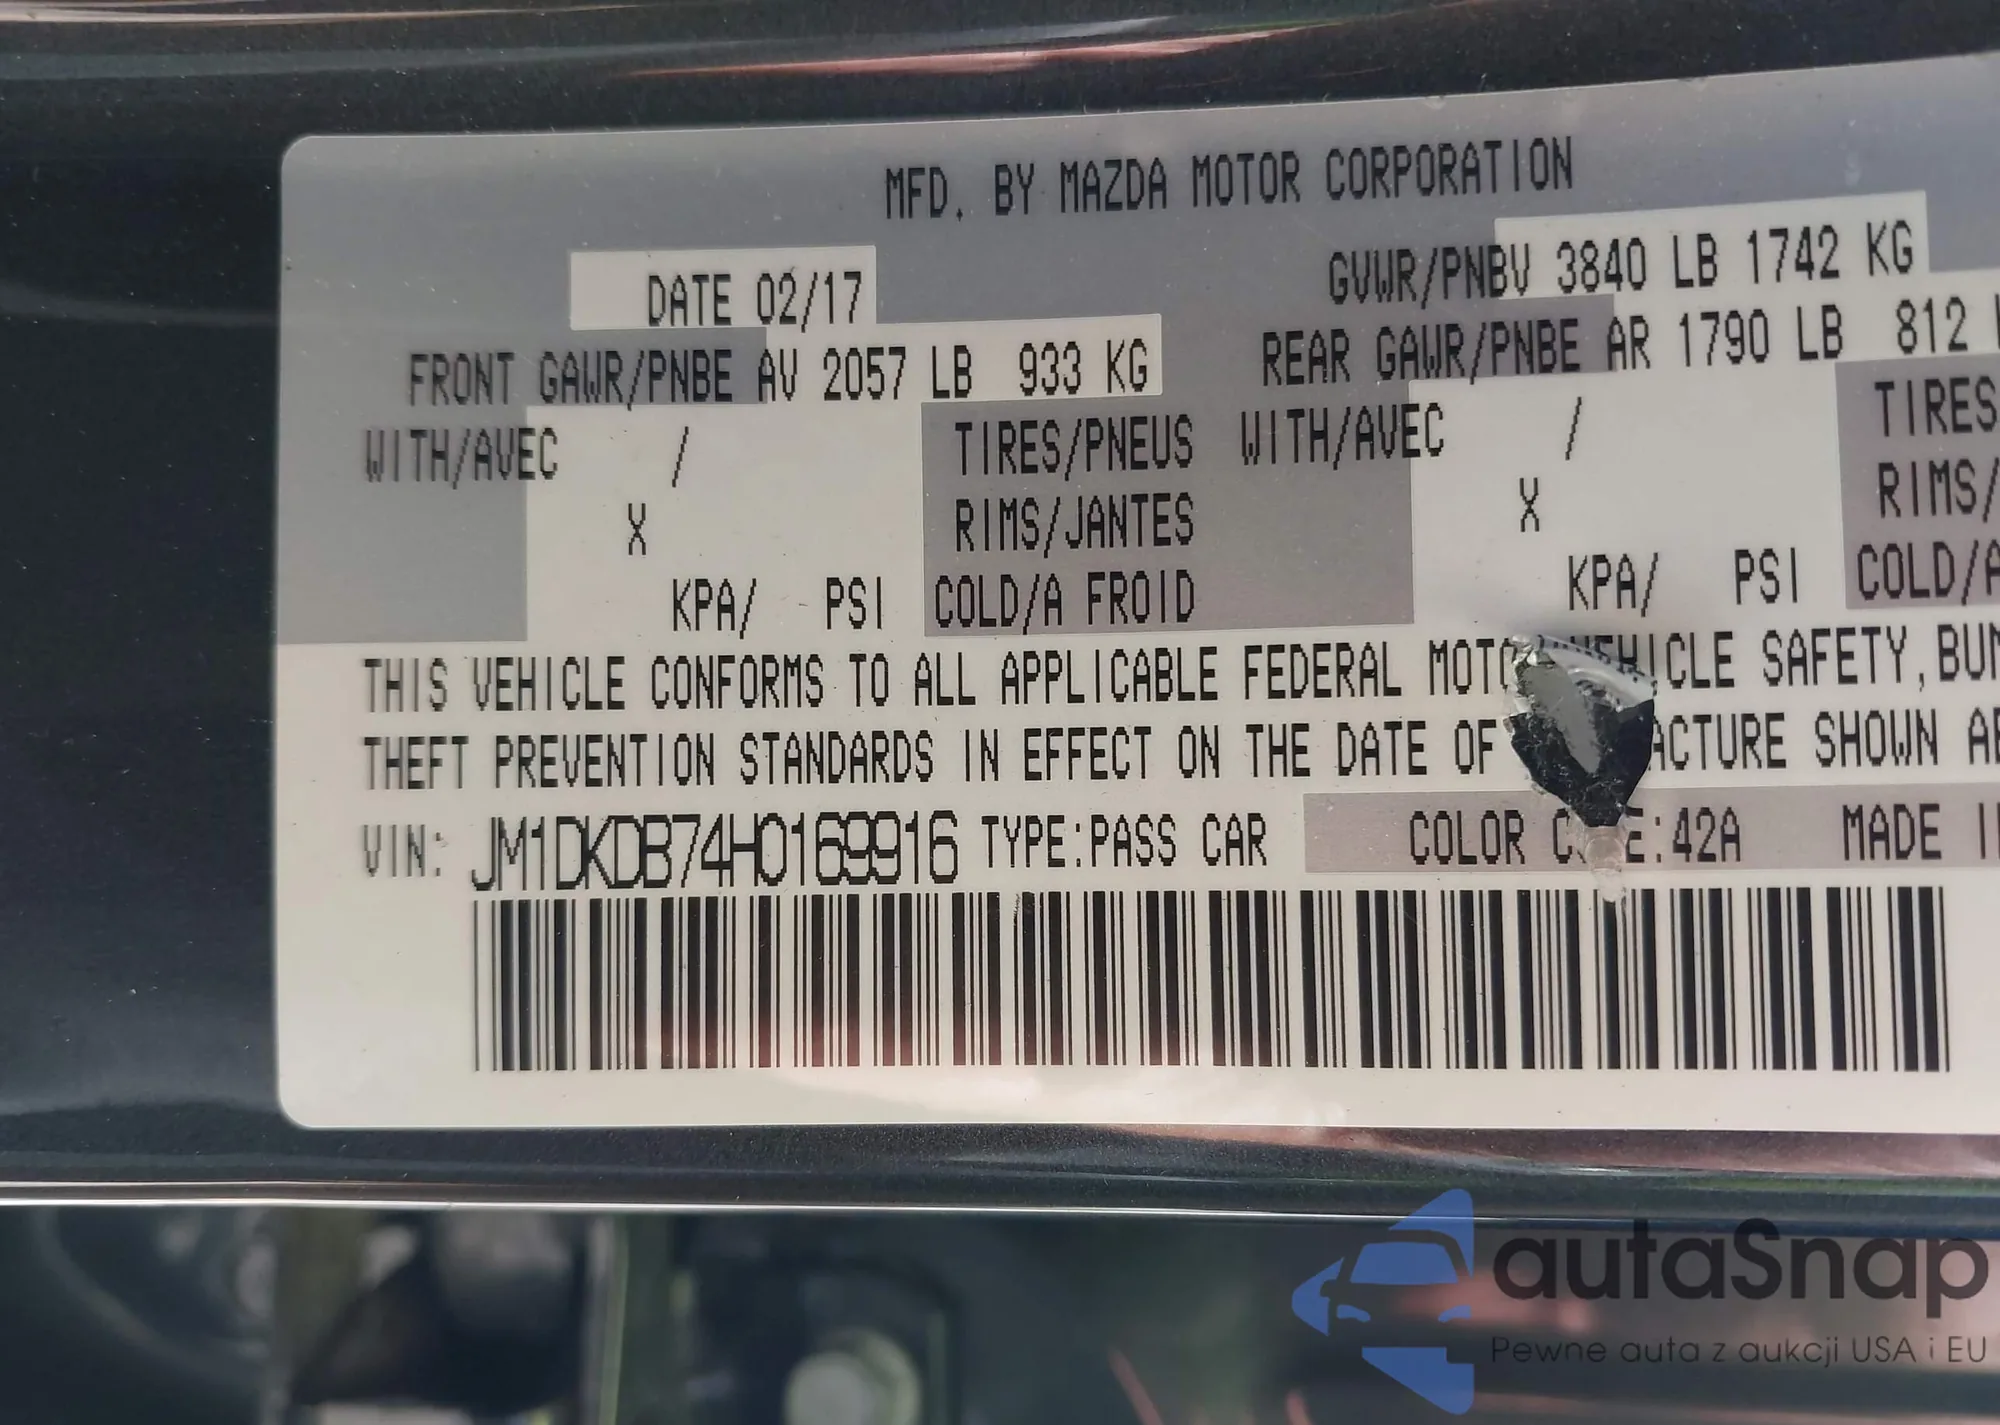 MFD. BY MAZDA MOTOR CORPORATION
DATE 02/17 GVWR/PNBV 3840 LB 1742 KG
FRONT GAWR/PNBE AV 2057 LB 933 KG REAR GAWR/PNBE AR 1790 LB 812
WITH/AVEC / TIRES/PNEUS WITH/AVEC / TIRES
X RIMS/JANTES X RIMS/
KPA/ PSI COLD/A FROID KPA/ PSI COLD/A
THIS VEHICLE CONFORMS TO ALL APPLICABLE FEDERAL MOTOR VEHICLE SAFETY, BUM
THEFT PREVENTION STANDARDS IN EFFECT ON THE DATE OF ACTURE SHOWN AB
VIN: JM1DKDB74H0169916 TYPE:PASS CAR COLOR C E:42A MADE I
autaSnap
Pewne auta z aukcji USA i EU